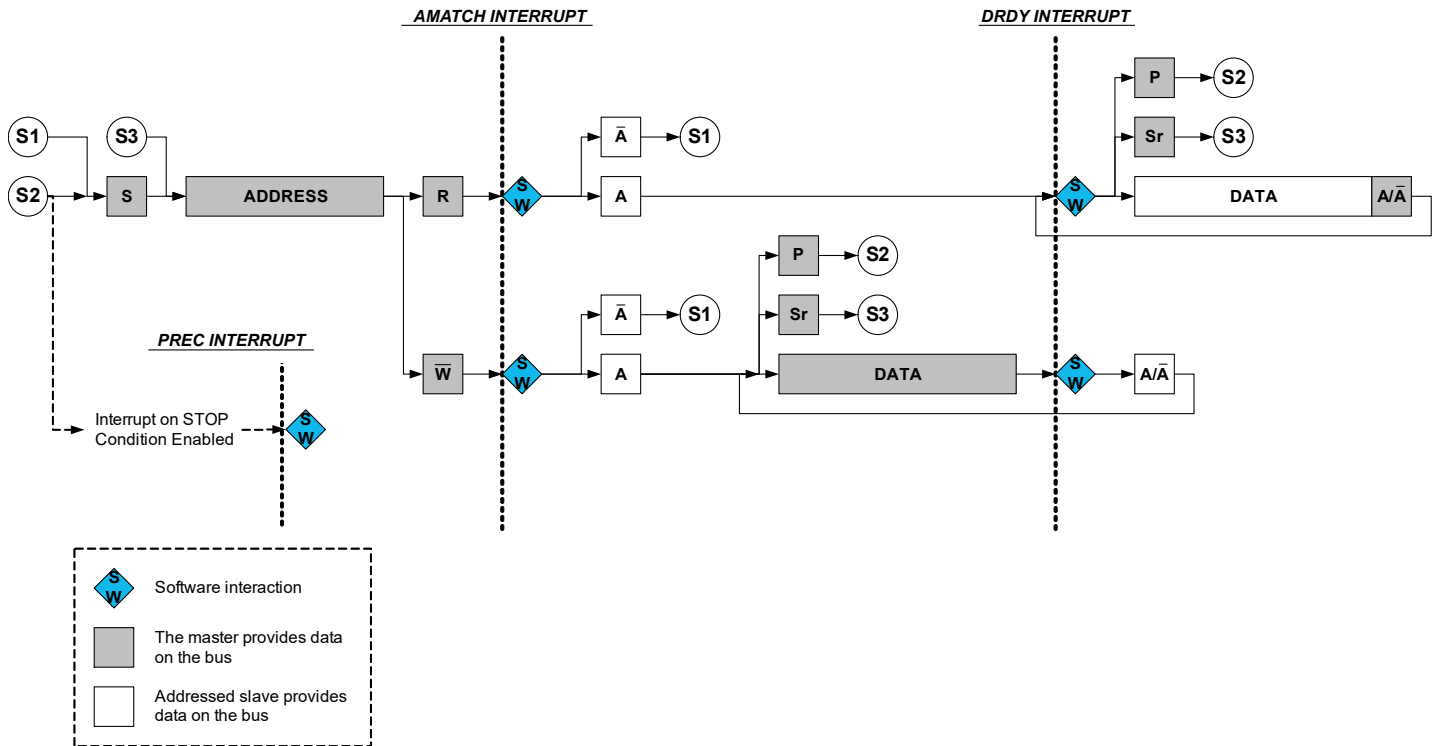 AMATCH INTERRUPT
DRDY INTERRUPT
P
S2
S1
S3
A̅
S1
Sr
S3
S2
S
ADDRESS
R
S
W
A
S
W
DATA
A/A̅
P
S2
A̅
S1
Sr
S3
PREC INTERRUPT
W̅
S
W
A
DATA
S
W
A/A̅
Interrupt on STOP
Condition Enabled
S
W
S
W
Software interaction
The master provides data
on the bus
Addressed slave provides
data on the bus